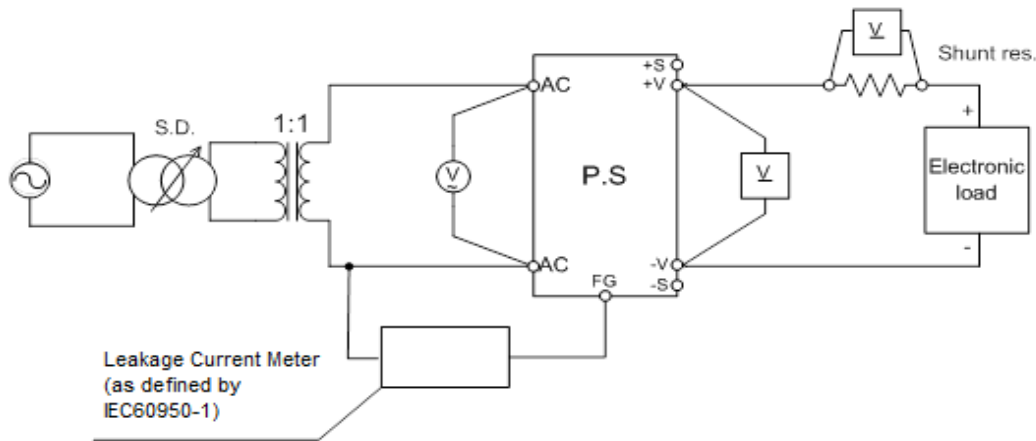 V
Shunt res.
+S
+V
AC
1:1
S.D.
+
V
P.S
V
Electronic
load
-
AC
-V
FG
-S
Leakage Current Meter
(as defined by
IEC60950-1)